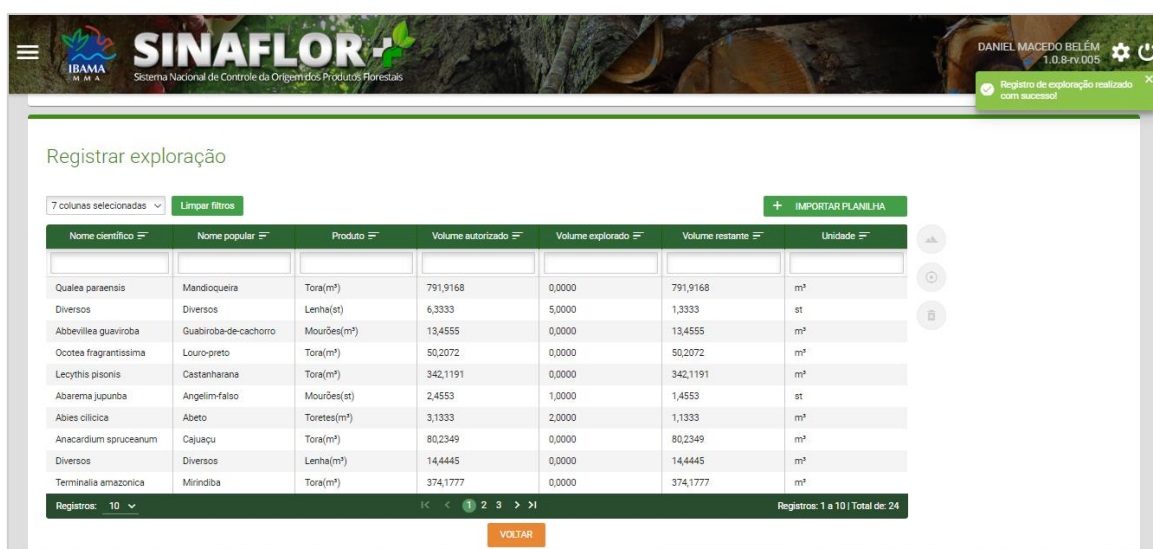 IBAMA
M M A
SINAFLOR+
Sistema Nacional de Controle da Origem dos Produtos Florestais
DANIEL MACEDO BELÉM
1.0.8-rv.005
Registro de exploração realizado
com sucesso!
Registrar exploração
7 colunas selecionadas Limpar filtros + IMPORTAR PLANILHA
Nome científico Nome popular Produto Volume autorizado Volume explorado Volume restante Unidade
Qualea paraensis Mandioqueira Tora(m³) 791,9168 0,0000 791,9168 m³
Diversos Diversos Lenha(st) 6,3333 5,0000 1,3333 st
Abbevillea guaviroba Guabiroba-de-cachorro Mourões(m³) 13,4555 0,0000 13,4555 m³
Ocotea fragrantissima Louro-preto Tora(m³) 50,2072 0,0000 50,2072 m³
Lecythis pisonis Castanharana Tora(m³) 342,1191 0,0000 342,1191 m³
Abarema jupunba Angelim-falso Mourões(st) 2,4553 1,0000 1,4553 st
Abies cilicica Abeto Toretes(m³) 3,1333 2,0000 1,1333 m³
Anacardium spruceanum Cajuaçu Tora(m³) 80,2349 0,0000 80,2349 m³
Diversos Diversos Lenha(m³) 14,4445 0,0000 14,4445 m³
Terminalia amazonica Mirindiba Tora(m³) 374,1777 0,0000 374,1777 m³
Registros: 10 1 2 3 Registros: 1 a 10 | Total de: 24
VOLTAR